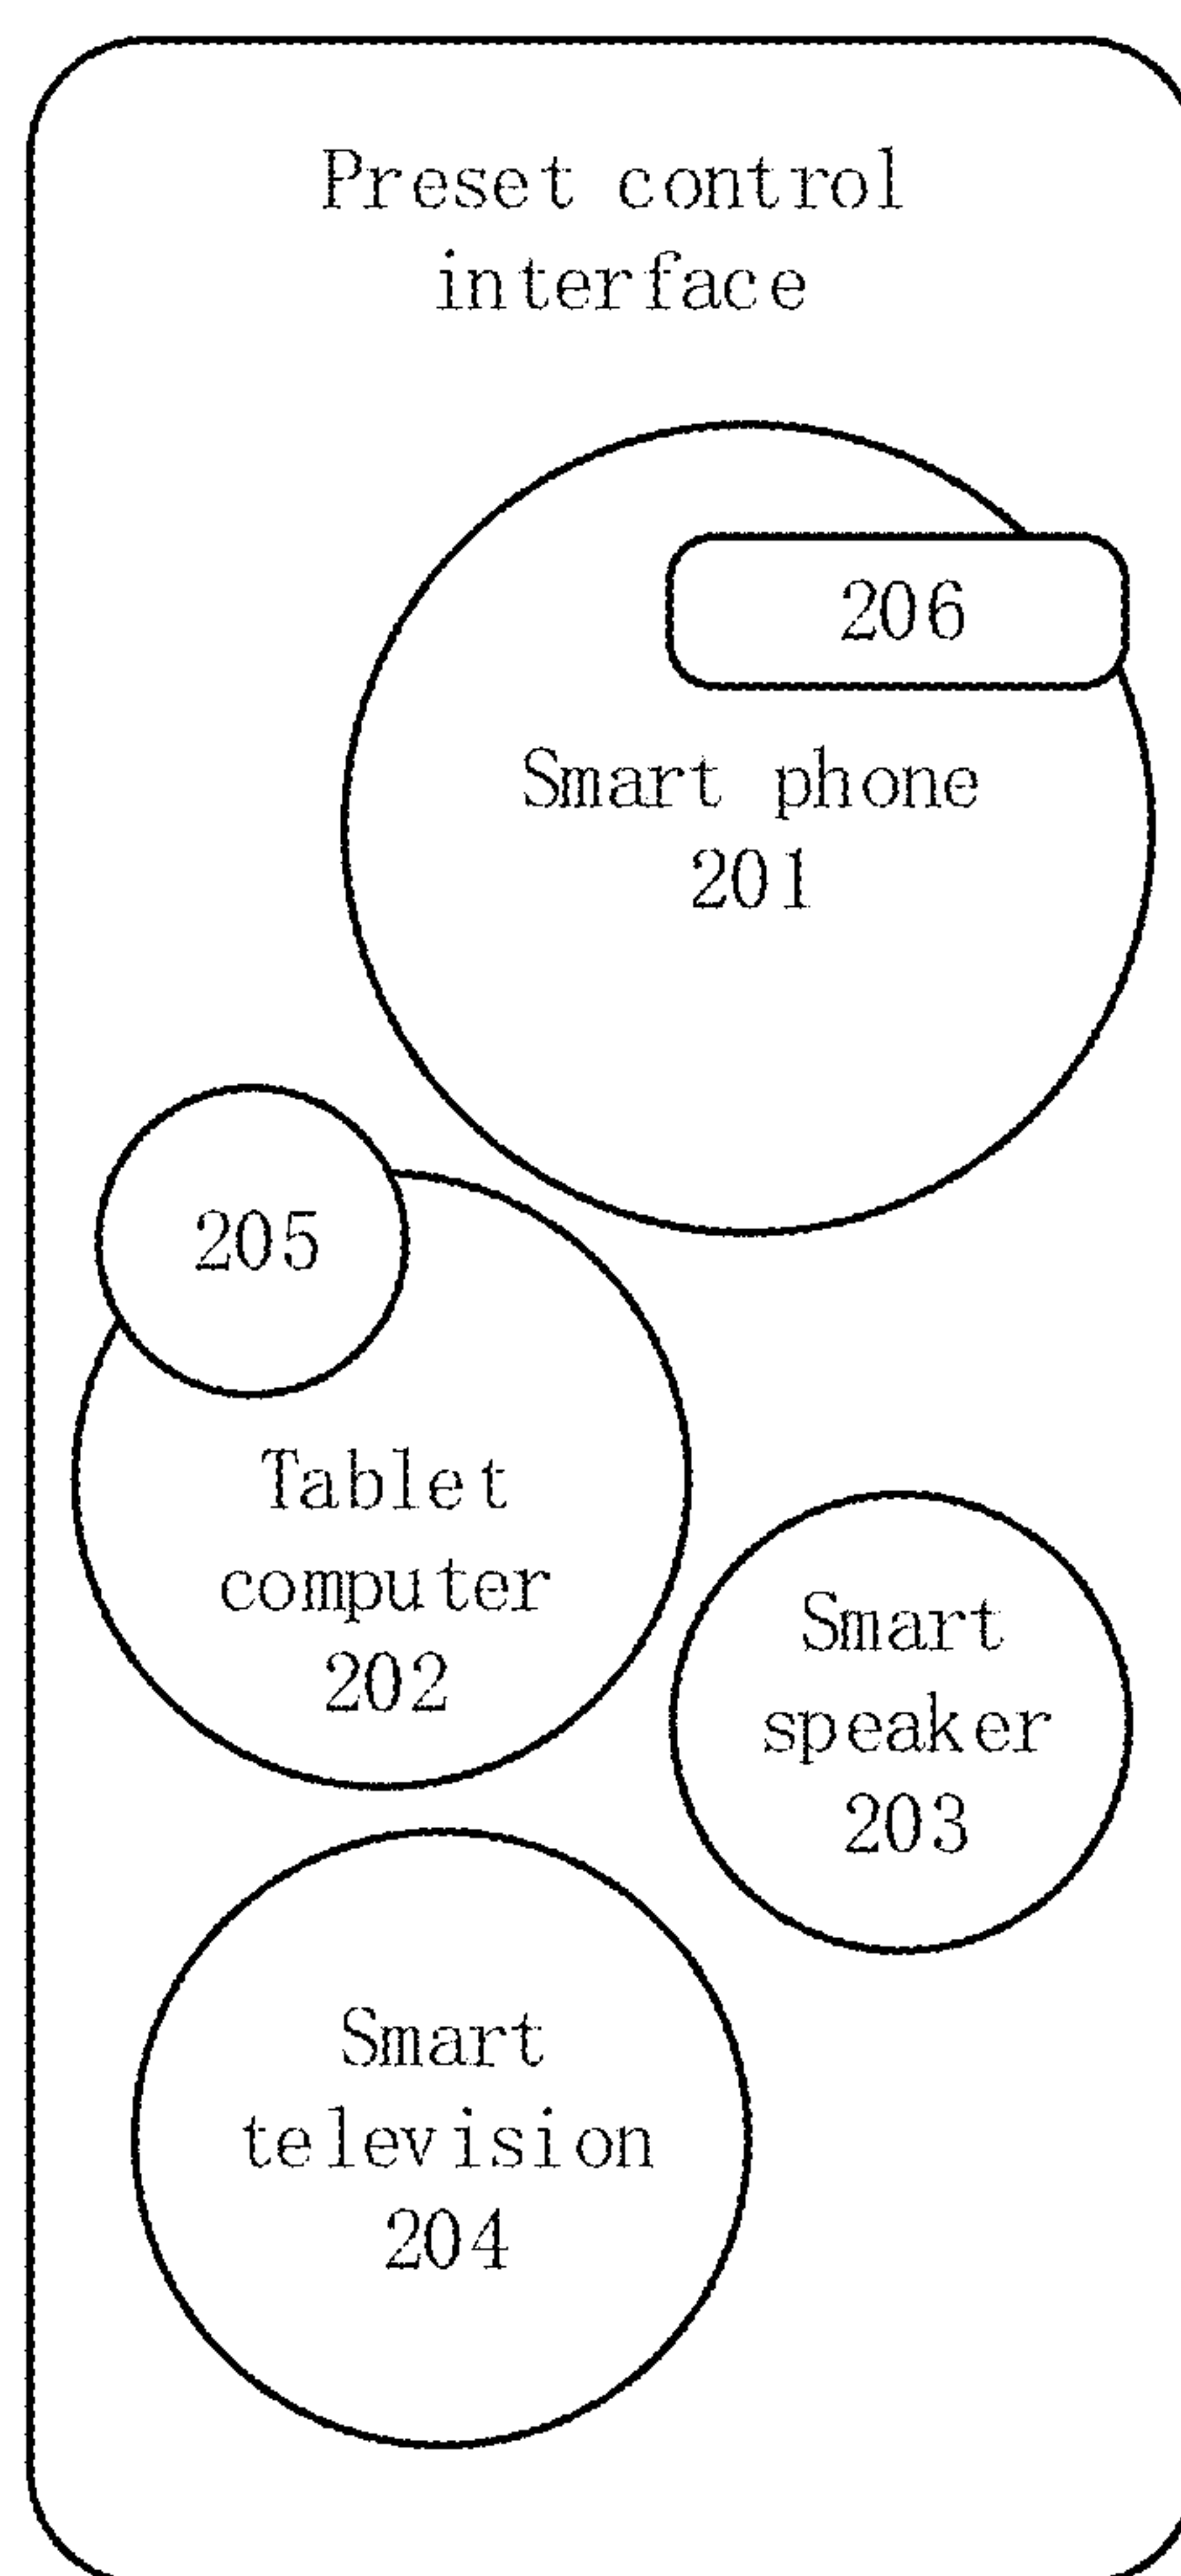 Preset control
interface
206
Smart phone
201
205
Tablet
computer
202
Smart
speaker
203
Smart
television
204